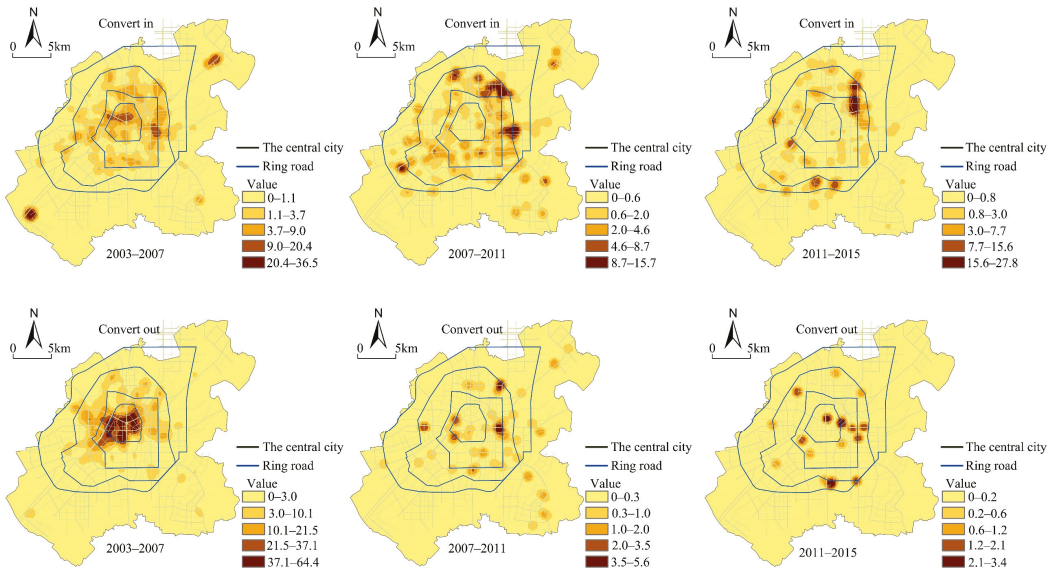 Convert in
N
0 5km
The central city
Ring road
Value
0–1.1
1.1–3.7
3.7–9.0
9.0–20.4
20.4–36.5
2003–2007
Convert in
N
0 5km
The central city
Ring road
Value
0–0.6
0.6–2.0
2.0–4.6
4.6–8.7
8.7–15.7
2007–2011
Convert in
N
0 5km
The central city
Ring road
Value
0–0.8
0.8–3.0
3.0–7.7
7.7–15.6
15.6–27.8
2011–2015
Convert out
N
0 5km
The central city
Ring road
Value
0–3.0
3.0–10.1
10.1–21.5
21.5–37.1
37.1–64.4
2003–2007
Convert out
N
0 5km
The central city
Ring road
Value
0–0.3
0.3–1.0
1.0–2.0
2.0–3.5
3.5–5.6
2007–2011
Convert out
N
0 5km
The central city
Ring road
Value
0–0.2
0.2–0.6
0.6–1.2
1.2–2.1
2.1–3.4
2011–2015